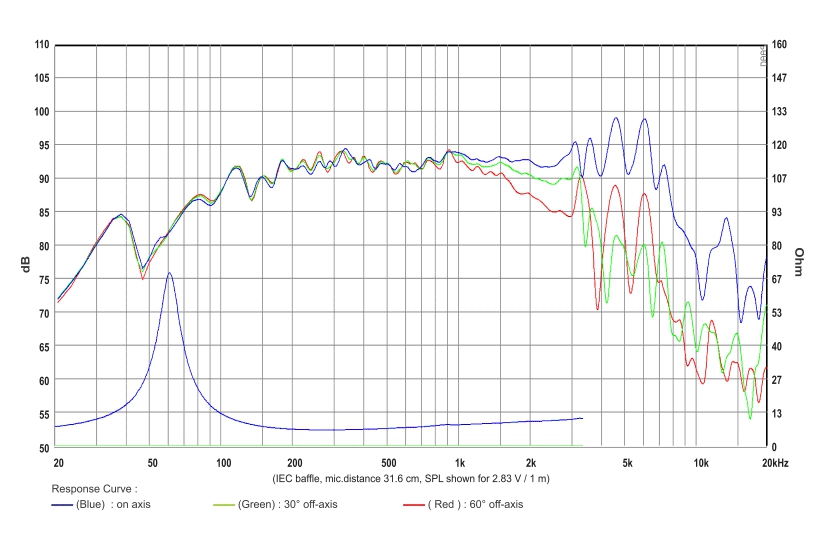 110 160
105 147
100 133
95 120
90 107
85 93
80 80
75 67
70 53
65 40
60 27
55 13
50 0
dB
Ohm
20 50 100 200 500 1k 2k 5k 10k 20kHz
(IEC baffle, mic.distance 31.6 cm, SPL shown for 2.83 V / 1 m)
Response Curve :
(Blue) : on axis (Green) : 30° off-axis ( Red ) : 60° off-axis